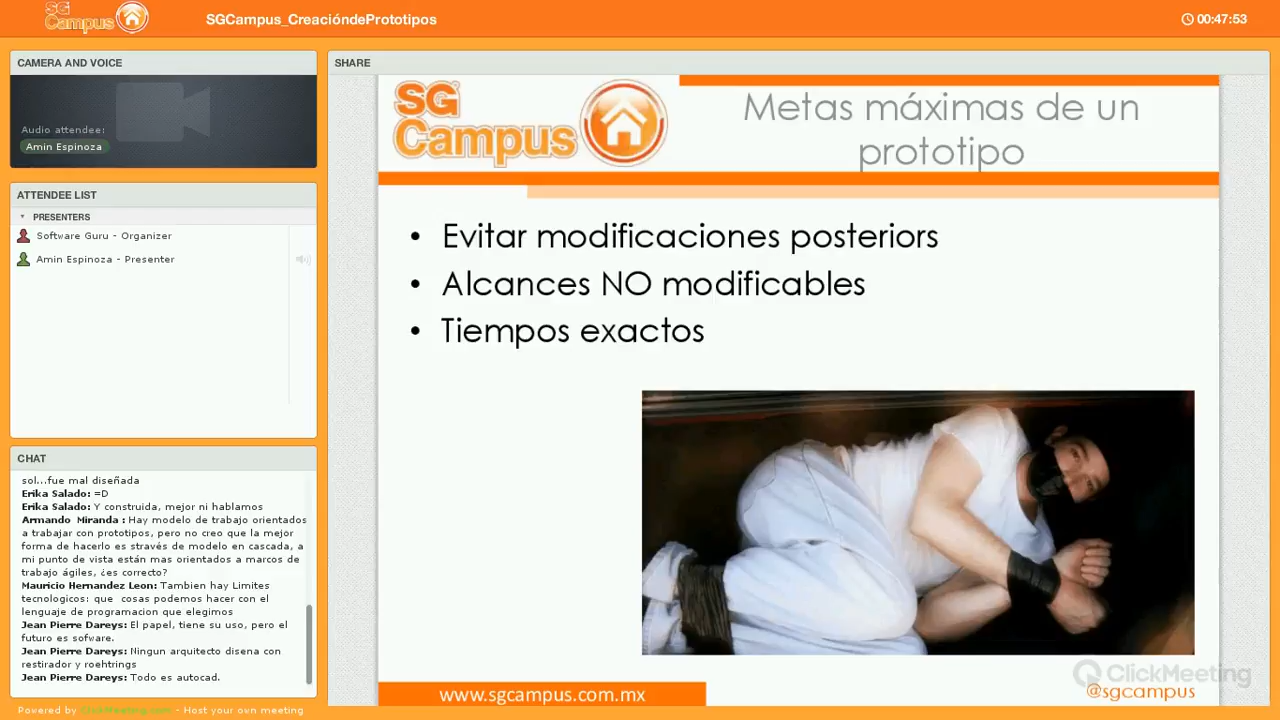 SG Campus
SGCampus_CreacióndePrototipos
00:47:53
CAMERA AND VOICE
Audio attendee:
Amin Espinoza
ATTENDEE LIST
PRESENTERS
Software Guru - Organizer
Amin Espinoza - Presenter
CHAT
sol...fue mal diseñada
Erika Salado: =D
Erika Salado: Y construida, mejor ni hablamos
Armando Miranda : Hay modelo de trabajo orientados
a trabajar con prototipos, pero no creo que la mejor
forma de hacerlo es stravés de modelo en cascada, a
mi punto de vista están mas orientados a marcos de
trabajo ágiles, ¿es correcto?
Mauricio Hernandez Leon: Tambien hay Limites
tecnologicos: que cosas podemos hacer con el
lenguaje de programacion que elegimos
Jean Pierre Dareys: El papel, tiene su uso, pero el
futuro es sofware.
Jean Pierre Dareys: Ningun arquitecto disena con
restirador y roehtrings
Jean Pierre Dareys: Todo es autocad.
Powered by ClickMeeting.com - Host your own meeting
SHARE
SG
Campus
Metas máximas de un
prototipo
• Evitar modificaciones posteriors
• Alcances NO modificables
• Tiempos exactos
www.sgcampus.com.mx
ClickMeeting
@sgcampus